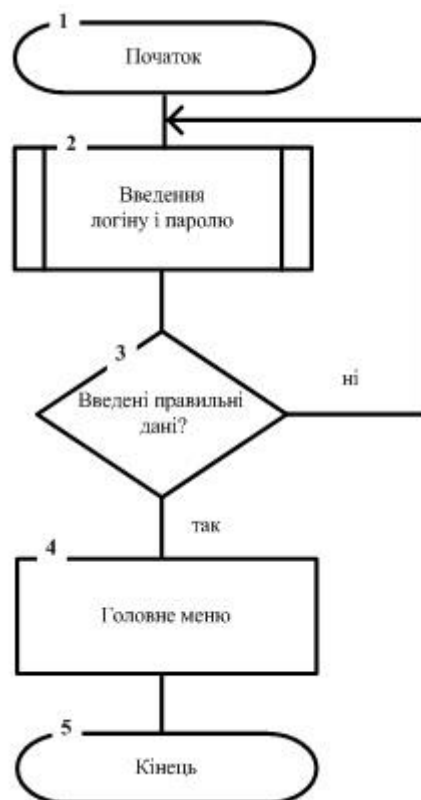 1
Початок
2
Введення
логіну і паролю
3
Введені правильні
дані?
ні
так
4
Головне меню
5
Кінець